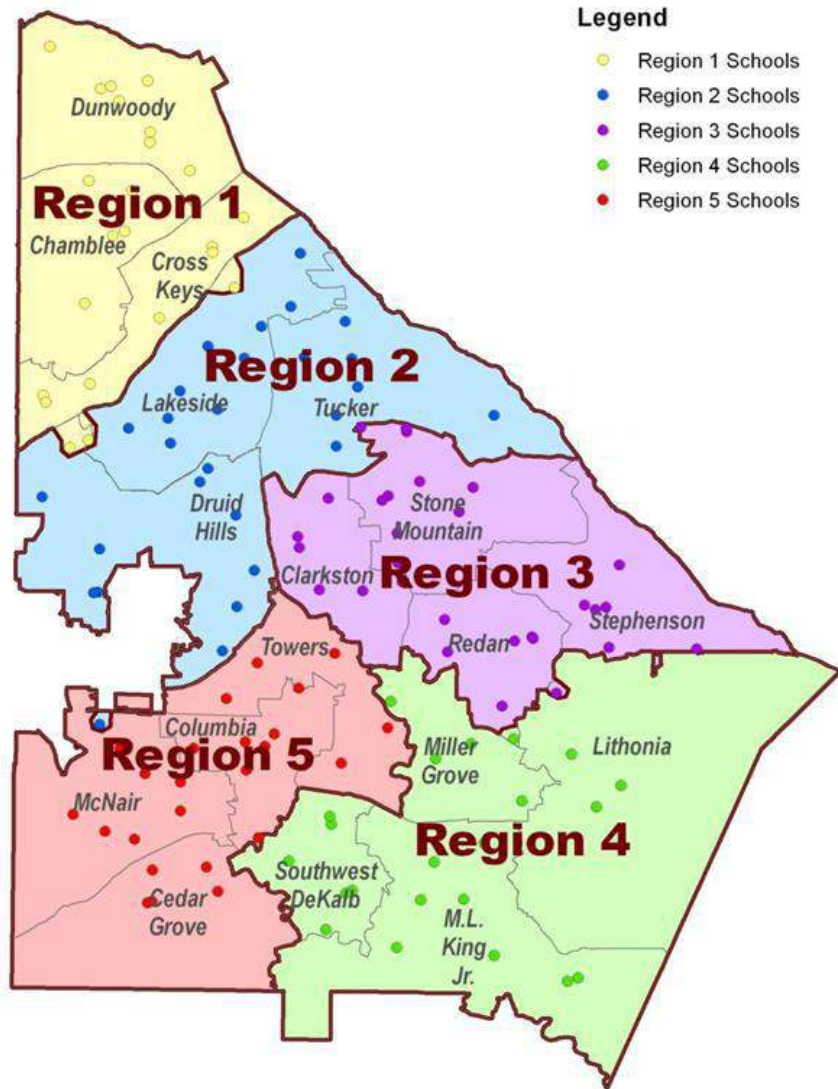 Legend
Region 1 Schools
Region 2 Schools
Region 3 Schools
Region 4 Schools
Region 5 Schools
Dunwoody
Region 1
Chamblee
Cross
Keys
Region 2
Lakeside
Tucker
Druid
Hills
Stone
Mountain
Clarkston
Region 3
Redan
Stephenson
Towers
Columbia
Region 5
McNair
Cedar
Grove
Miller
Grove
Lithonia
Region 4
Southwest
DeKalb
M.L.
King
Jr.